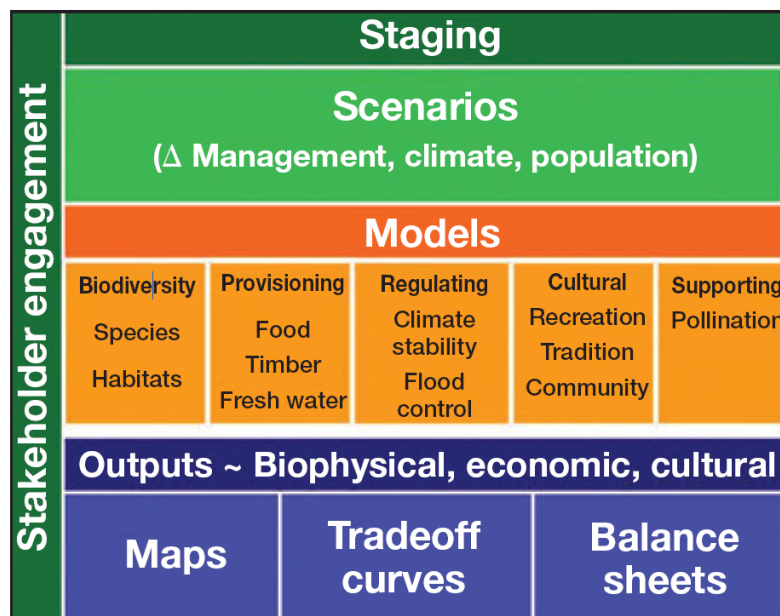 Stakeholder engagement
Staging
Scenarios
(Δ Management, climate, population)
Models
Biodiversity
Species
Habitats
Provisioning
Food
Timber
Fresh water
Regulating
Climate
stability
Flood
control
Cultural
Recreation
Tradition
Community
Supporting
Pollination
Outputs ~ Biophysical, economic, cultural
Maps
Tradeoff
curves
Balance
sheets